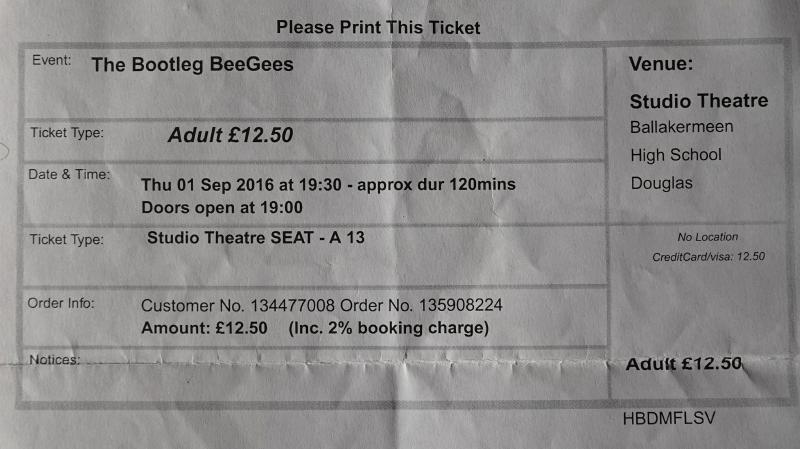 Please Print This Ticket
Event: The Bootleg BeeGees
Ticket Type: Adult £12.50
Date & Time: Thu 01 Sep 2016 at 19:30 - approx dur 120mins
Doors open at 19:00
Ticket Type: Studio Theatre SEAT - A 13
Order Info: Customer No. 134477008 Order No. 135908224
Amount: £12.50 (Inc. 2% booking charge)
Notices:
Venue:
Studio Theatre
Ballakermeen
High School
Douglas
No Location
CreditCard/visa: 12.50
Adult £12.50
HBDMFLSV